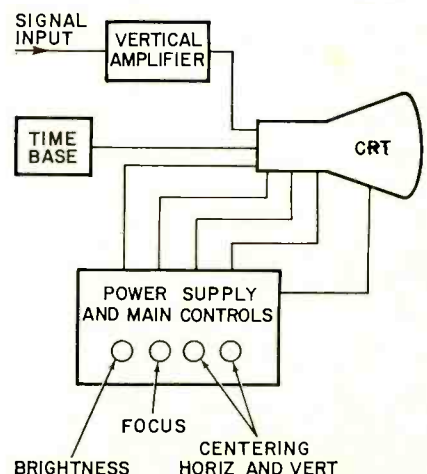 SIGNAL
INPUT
VERTICAL
AMPLIFIER
TIME
BASE
CRT
POWER SUPPLY
AND MAIN CONTROLS
FOCUS
BRIGHTNESS
CENTERING
HORIZ AND VERT